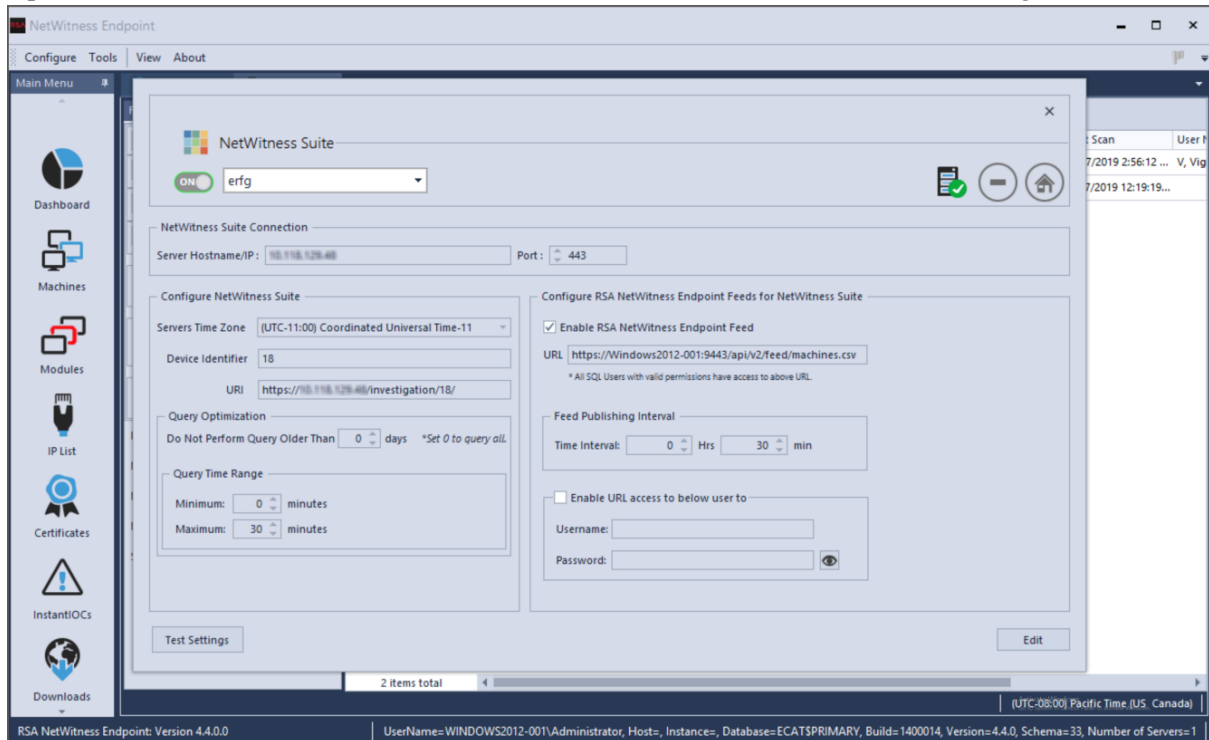 RSA NetWitness Endpoint
Configure Tools View About
Main Menu
Dashboard
Machines
Modules
IP List
Certificates
InstantIOCs
Downloads
NetWitness Suite
ON erfg
NetWitness Suite Connection
Server Hostname/IP: Port: 443
Configure NetWitness Suite
Servers Time Zone (UTC-11:00) Coordinated Universal Time-11
Device Identifier 18
URI https:// /investigation/18/
Query Optimization
Do Not Perform Query Older Than 0 days *Set 0 to query all.
Query Time Range
Minimum: 0 minutes
Maximum: 30 minutes
Configure RSA NetWitness Endpoint Feeds for NetWitness Suite
Enable RSA NetWitness Endpoint Feed
URL https://Windows2012-001:9443/api/v2/feed/machines.csv
* All SQL Users with valid permissions have access to above URL.
Feed Publishing Interval
Time Interval: 0 Hrs 30 min
Enable URL access to below user to
Username:
Password:
Test Settings Edit
Scan User
7/2019 2:56:12 ... V, Vig
7/2019 12:19:19...
2 items total
(UTC-08:00) Pacific Time (US Canada)
RSA NetWitness Endpoint: Version 4.4.0.0 UserName=WINDOWS2012-001\Administrator, Host=, Instance=, Database=ECAT$PRIMARY, Build=1400014, Version=4.4.0, Schema=33, Number of Servers=1